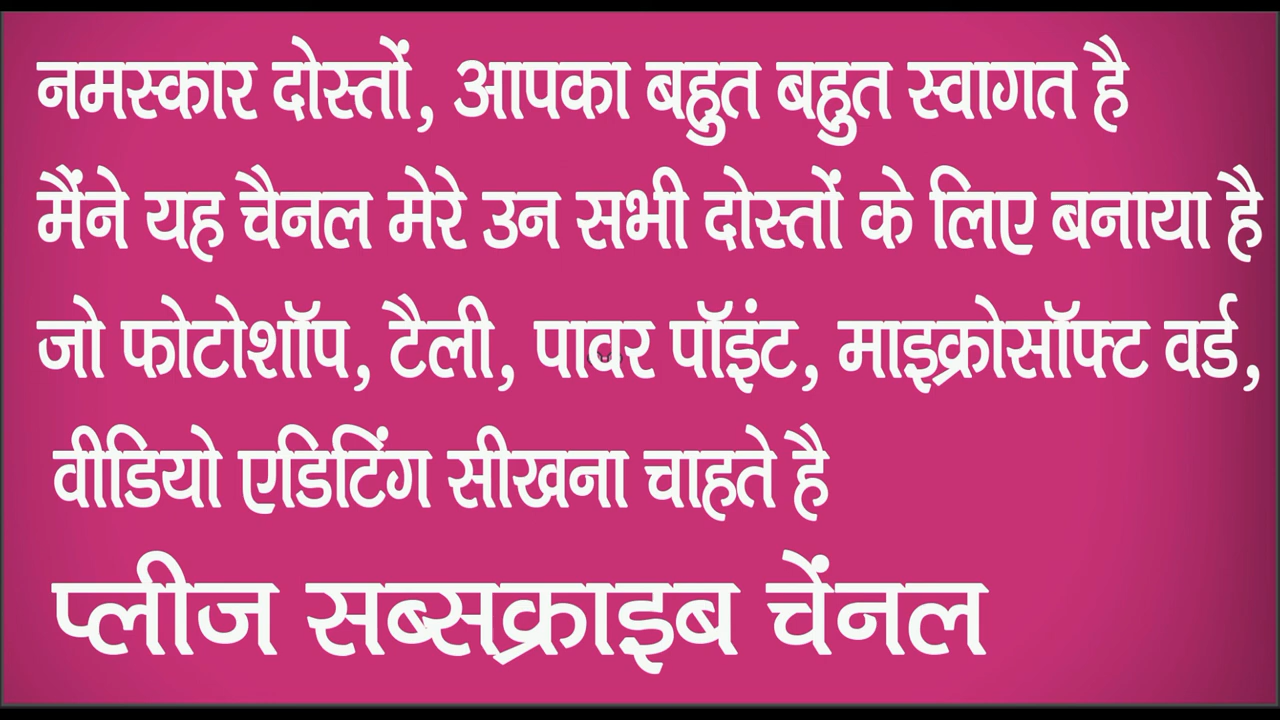 नमस्कार दोस्तों, आपका बहुत बहुत स्वागत है
मैंने यह चैनल मेरे उन सभी दोस्तों के लिए बनाया है
जो फोटोशॉप, टैली, पावर पॉइंट, माइक्रोसॉफ्ट वर्ड,
वीडियो एडिटिंग सीखना चाहते है
प्लीज सब्सक्राइब चेंनल